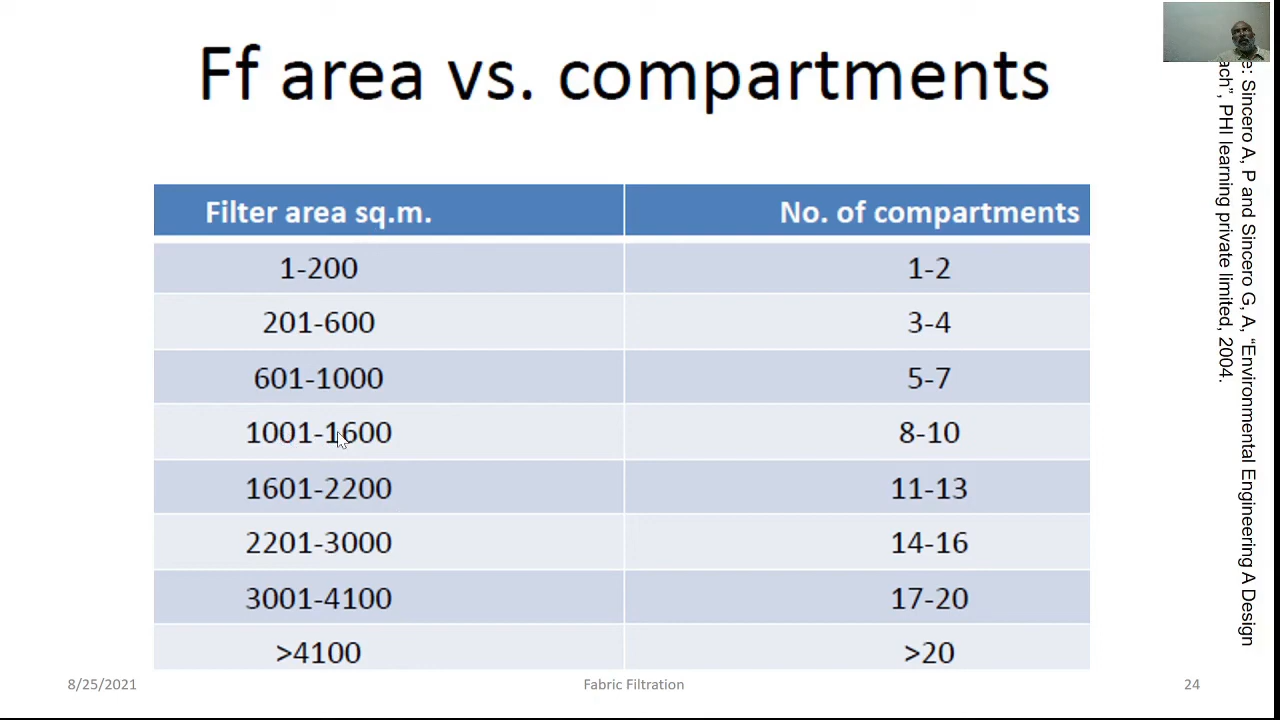 Ff area vs. compartments
Filter area sq.m. No. of compartments
1-200 1-2
201-600 3-4
601-1000 5-7
1001-1600 8-10
1601-2200 11-13
2201-3000 14-16
3001-4100 17-20
>4100 >20
8/25/2021 Fabric Filtration 24
e: Sincero A, P and Sincero G, A, “Environmental Engineering A Design
ach”, PHI learning private limited, 2004.